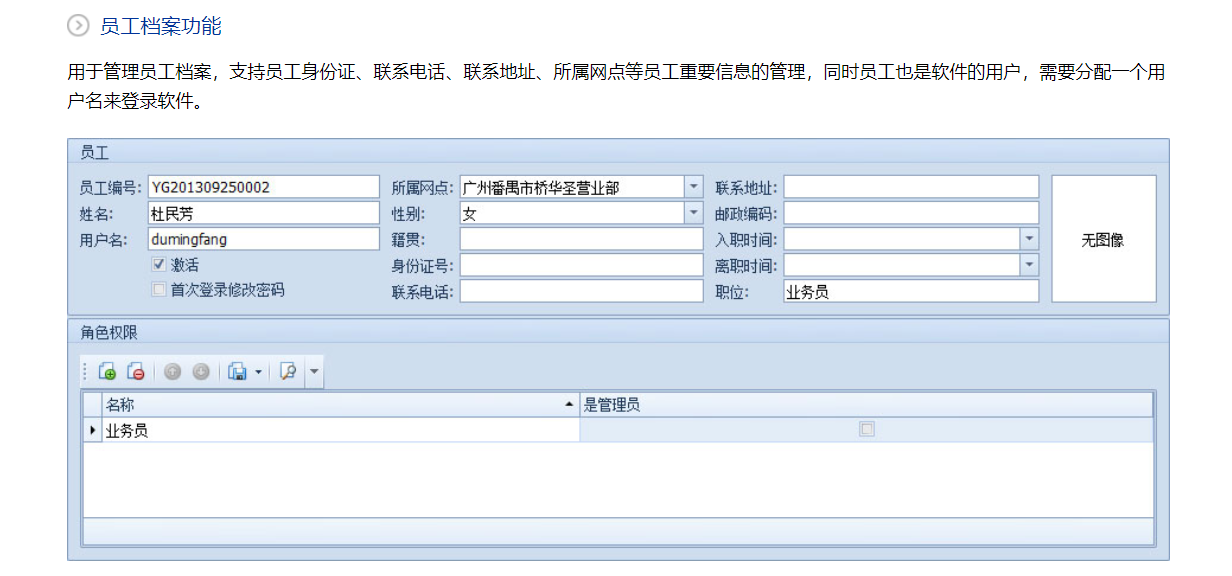 员工档案功能
用于管理员工档案，支持员工身份证、联系电话、联系地址、所属网点等员工重要信息的管理，同时员工也是软件的用户，需要分配一个用
户名来登录软件。
员工
员工编号: YG201309250002 所属网点: 广州番禺市桥华圣营业部 联系地址:
姓名: 杜民芳 性别: 女 邮政编码:
用户名: dumingfang 籍贯: 入职时间: 无图像
激活 身份证号: 离职时间:
首次登录修改密码 联系电话: 职位: 业务员
角色权限
名称 是管理员
业务员